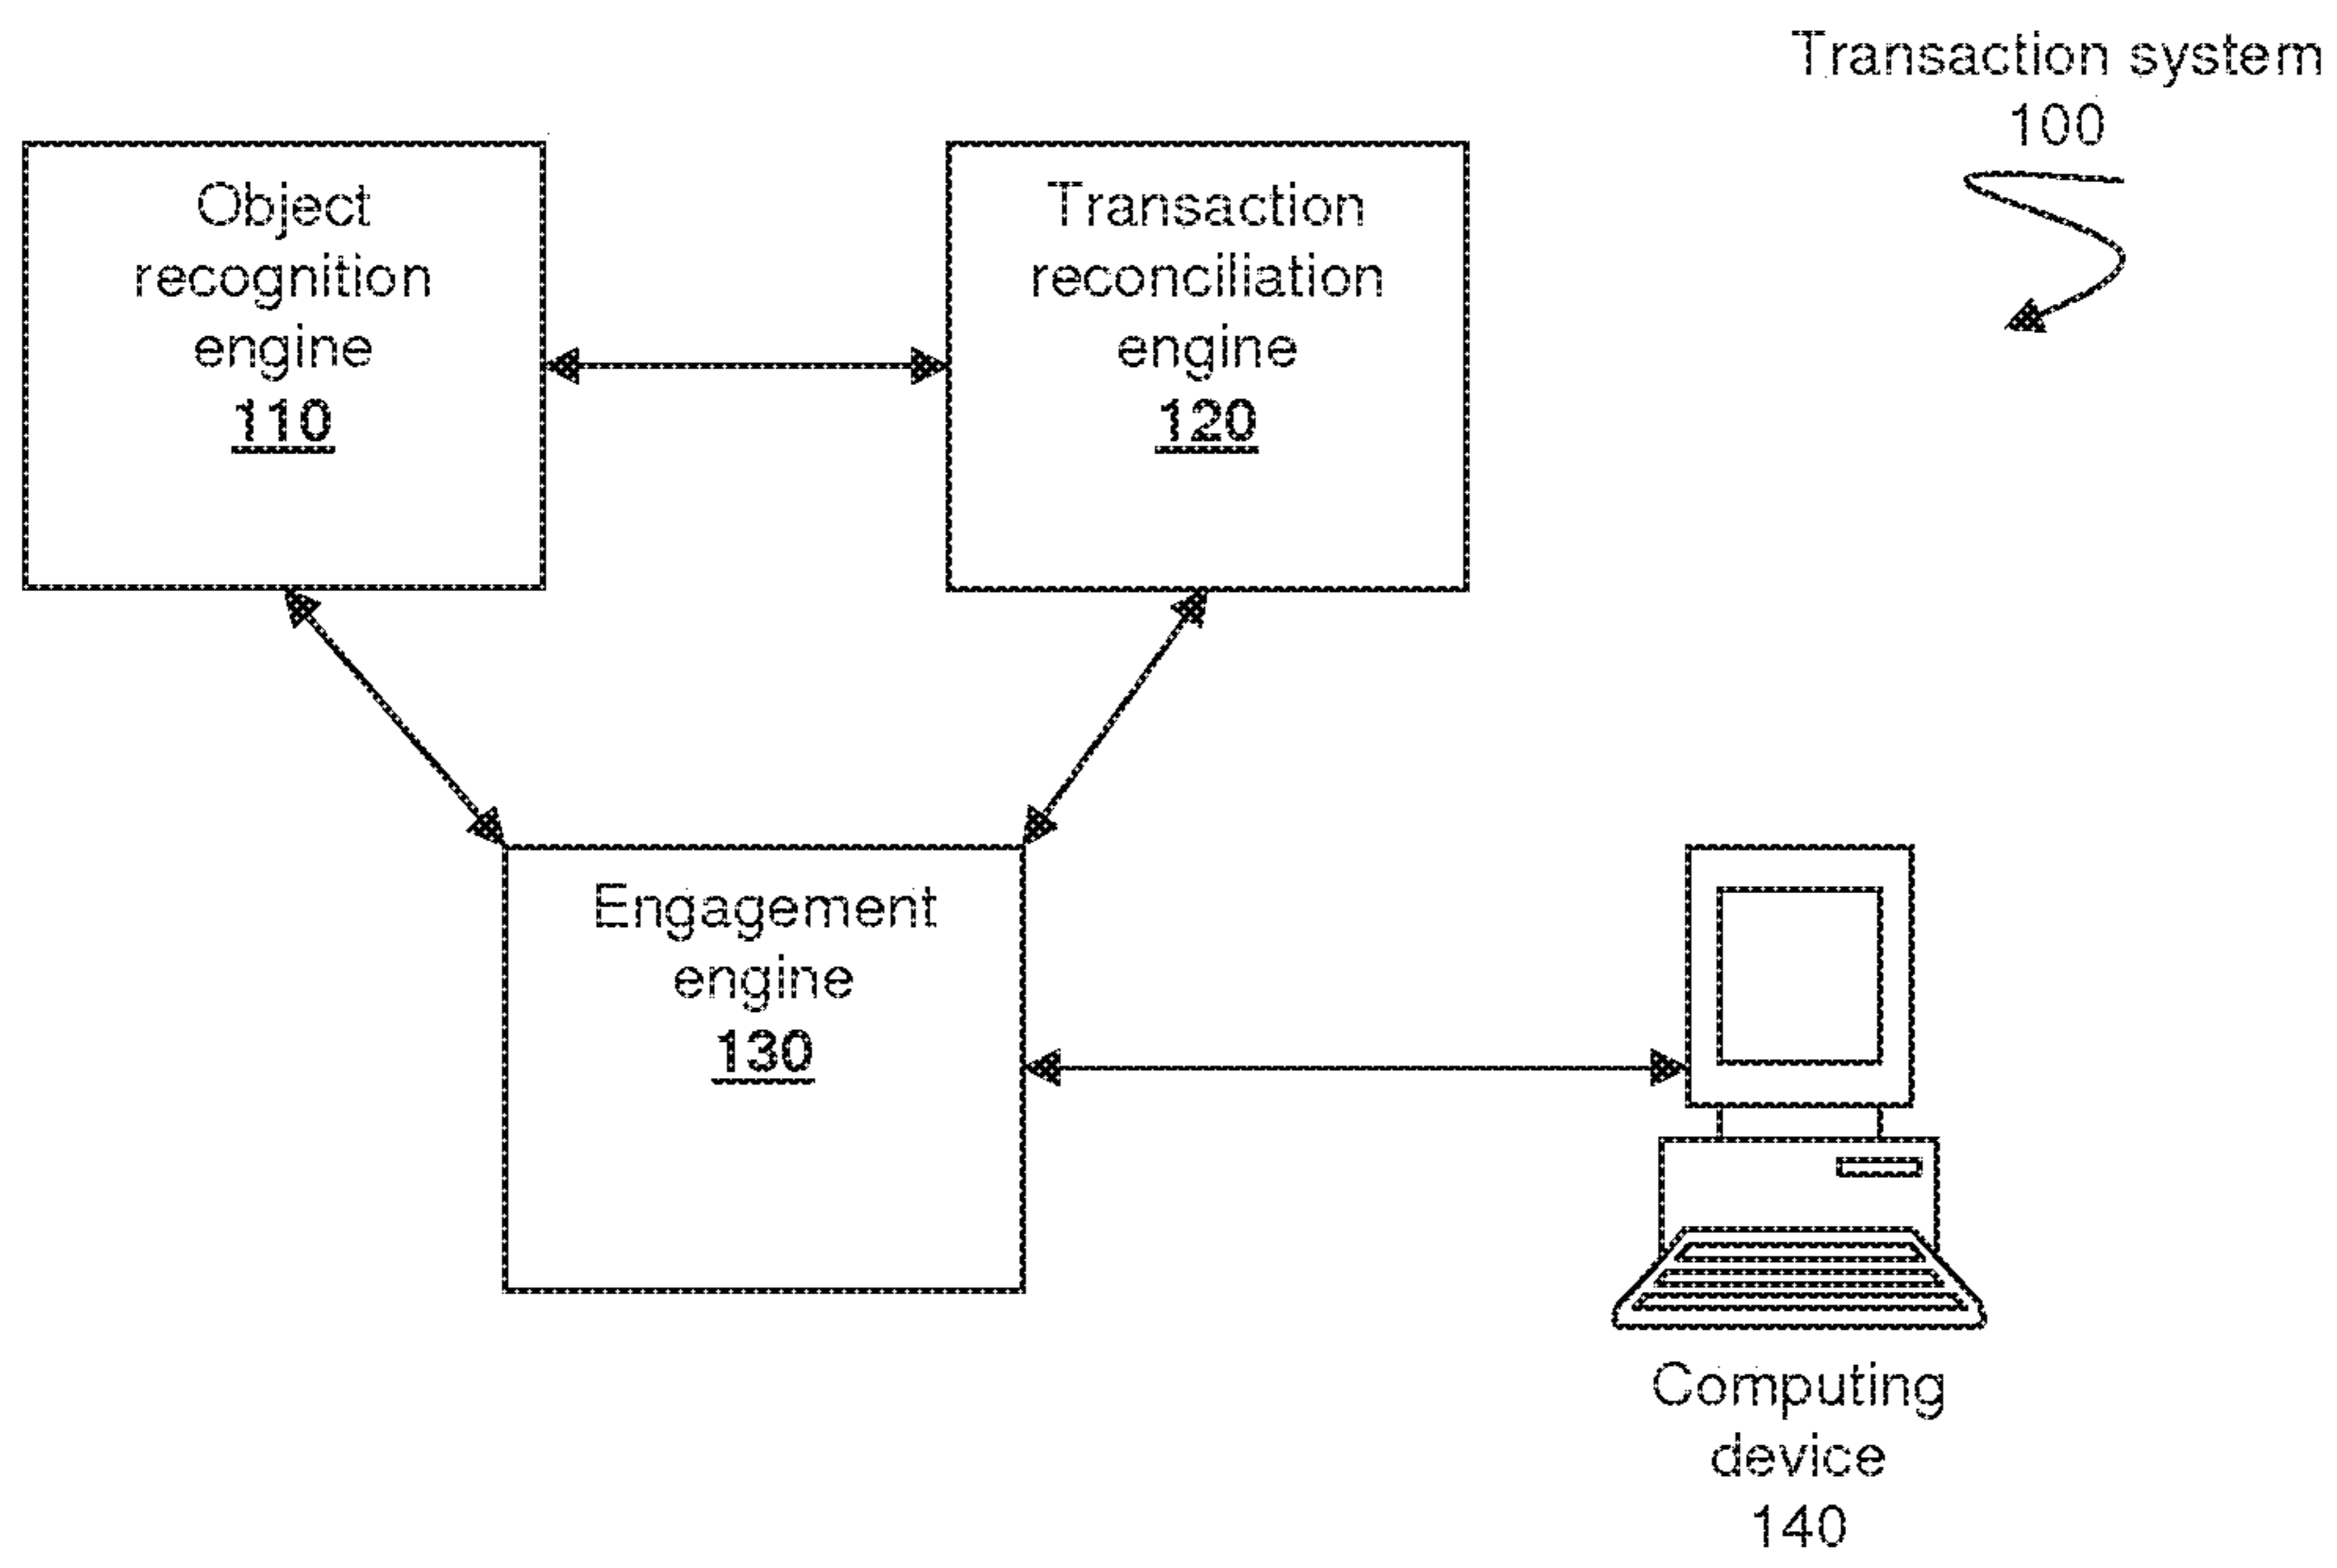 Transaction system
100
Object
recognition
engine
110
Transaction
reconciliation
engine
120
Engagement
engine
130
Computing
device
140